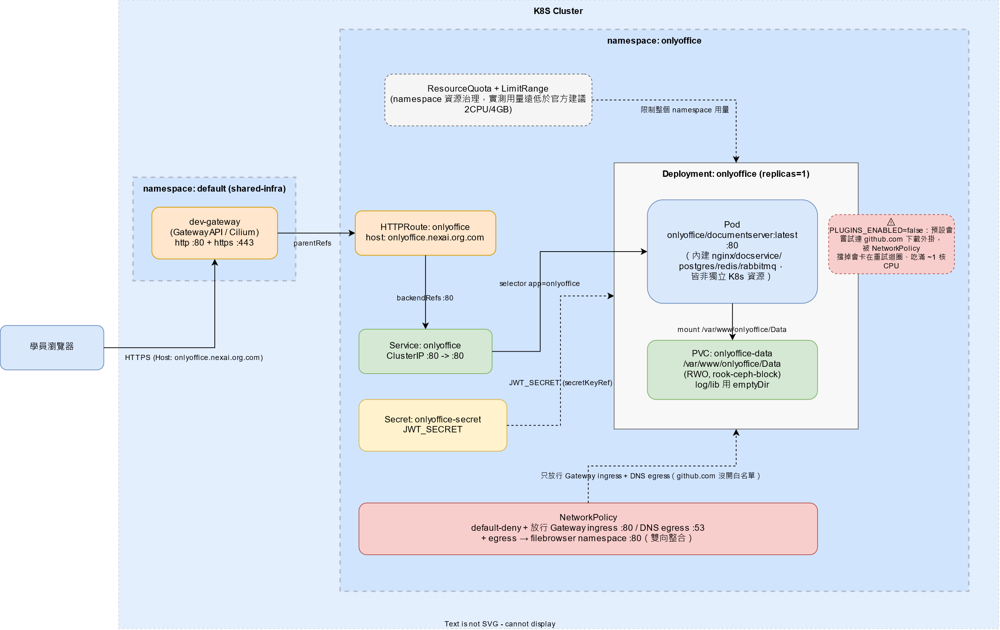 K8S Cluster
namespace: onlyoffice
ResourceQuota + LimitRange
(namespace 資源治理，實測用量遠低於官方建議
2CPU/4GB)
限制整個 namespace 用量
Deployment: onlyoffice (replicas=1)
namespace: default (shared-infra)
dev-gateway
(Gateway API / Cilium)
http :80 + https :443
parentRefs
HTTPRoute: onlyoffice
host: onlyoffice.nexai.org.com
Pod
onlyoffice/documentserver:latest
:80
（內建 nginx/docservice/
postgres/redis/rabbitmq，
皆非獨立 K8s 資源）
⚠
PLUGINS_ENABLED=false：預設會
嘗試連 github.com 下載外掛，
被 NetworkPolicy
擋掉會卡在重試迴圈、吃滿 ~1 核
CPU
selector app=onlyoffice
backendRefs :80
mount /var/www/onlyoffice/Data
學員瀏覽器
HTTPS (Host: onlyoffice.nexai.org.com)
Service: onlyoffice
ClusterIP :80 -> :80
PVC: onlyoffice-data
/var/www/onlyoffice/Data
(RWO, rook-ceph-block)
log/lib 用 emptyDir
JWT_SECRET (secretKeyRef)
Secret: onlyoffice-secret
JWT_SECRET
只放行 Gateway ingress + DNS egress（github.com 沒開白名單）
NetworkPolicy
default-deny + 放行 Gateway ingress :80 / DNS egress :53
+ egress → filebrowser namespace :80（雙向整合）
Text is not SVG - cannot display